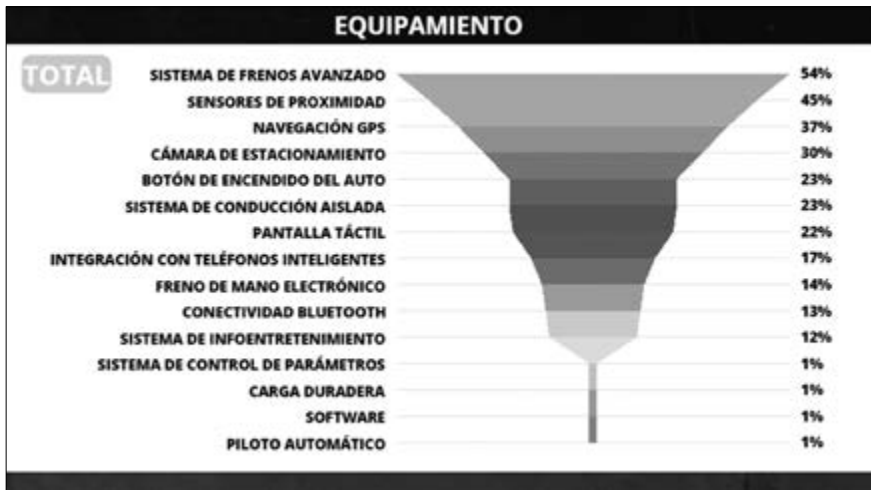 EQUIPAMIENTO
TOTAL
SISTEMA DE FRENOS AVANZADO 54%
SENSORES DE PROXIMIDAD 45%
NAVEGACIÓN GPS 37%
CÁMARA DE ESTACIONAMIENTO 30%
BOTÓN DE ENCENDIDO DEL AUTO 23%
SISTEMA DE CONDUCCIÓN AISLADA 23%
PANTALLA TÁCTIL 22%
INTEGRACIÓN CON TELÉFONOS INTELIGENTES 17%
FRENO DE MANO ELECTRÓNICO 14%
CONECTIVIDAD BLUETOOTH 13%
SISTEMA DE INFOENTRETENIMIENTO 12%
SISTEMA DE CONTROL DE PARÁMETROS 1%
CARGA DURADERA 1%
SOFTWARE 1%
PILOTO AUTOMÁTICO 1%